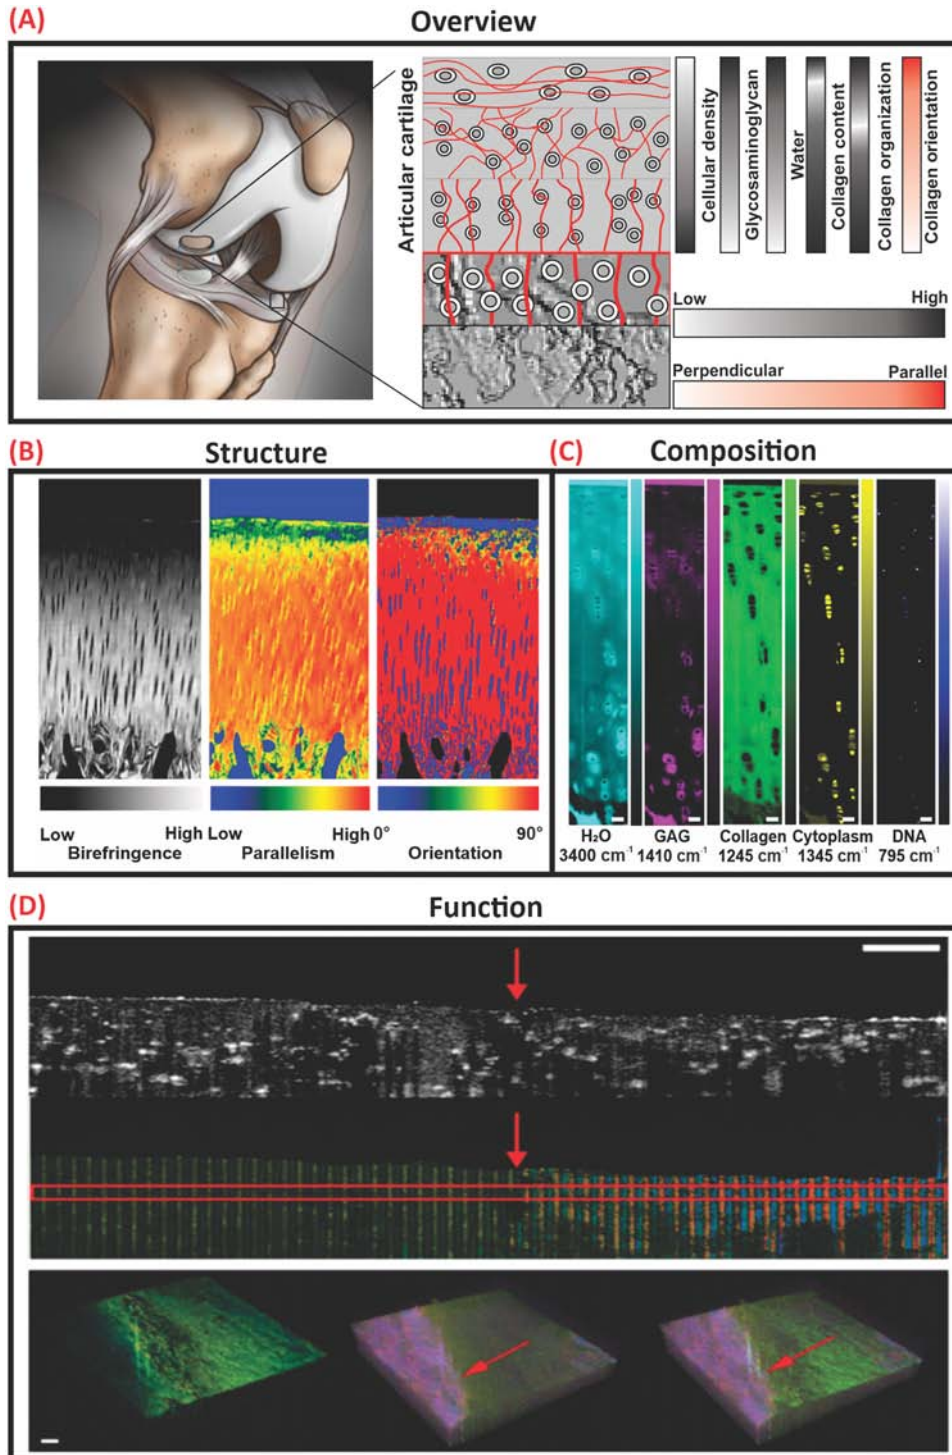 (A)
Overview
Articular cartilage
Cellular density
Glycosaminoglycan
Water
Collagen content
Collagen organization
Collagen orientation
Low High
Perpendicular Parallel
(B)
Structure
(C)
Composition
Low High
Birefringence
Low High
Parallelism
0° 90°
Orientation
H₂O GAG Collagen Cytoplasm DNA
3400 cm⁻¹ 1410 cm⁻¹ 1245 cm⁻¹ 1345 cm⁻¹ 795 cm⁻¹
(D)
Function